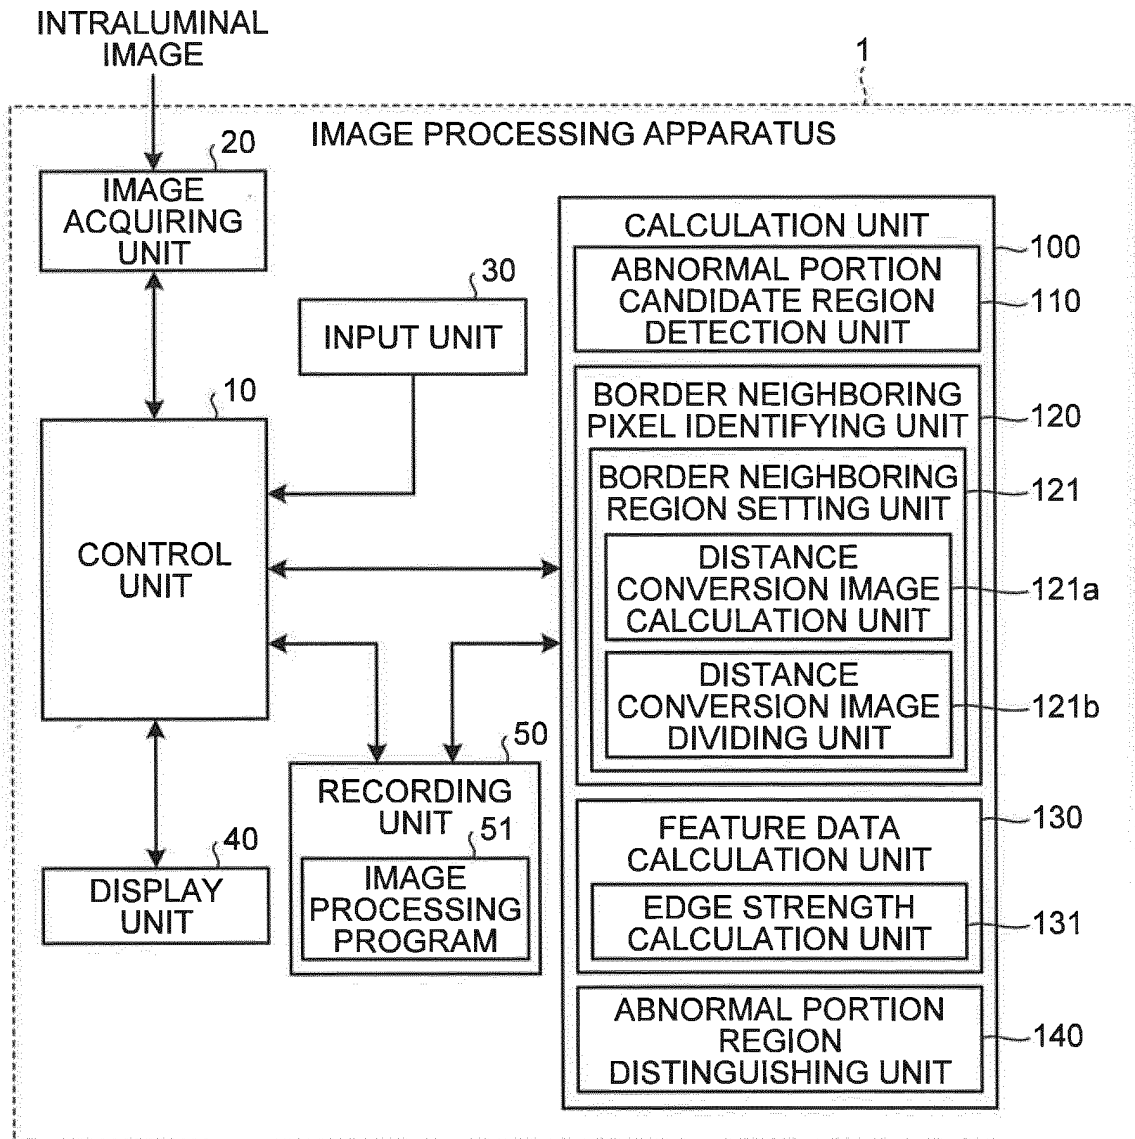 INTRALUMINAL
IMAGE
1
IMAGE PROCESSING APPARATUS
20
IMAGE
ACQUIRING
UNIT
30
INPUT UNIT
10
CONTROL
UNIT
40
DISPLAY
UNIT
50
RECORDING
UNIT
51
IMAGE
PROCESSING
PROGRAM
CALCULATION UNIT
100
ABNORMAL PORTION
CANDIDATE REGION
DETECTION UNIT
110
BORDER NEIGHBORING
PIXEL IDENTIFYING UNIT
120
BORDER NEIGHBORING
REGION SETTING UNIT
121
DISTANCE
CONVERSION IMAGE
CALCULATION UNIT
121a
DISTANCE
CONVERSION IMAGE
DIVIDING UNIT
121b
FEATURE DATA
CALCULATION UNIT
130
EDGE STRENGTH
CALCULATION UNIT
131
ABNORMAL PORTION
REGION
DISTINGUISHING UNIT
140